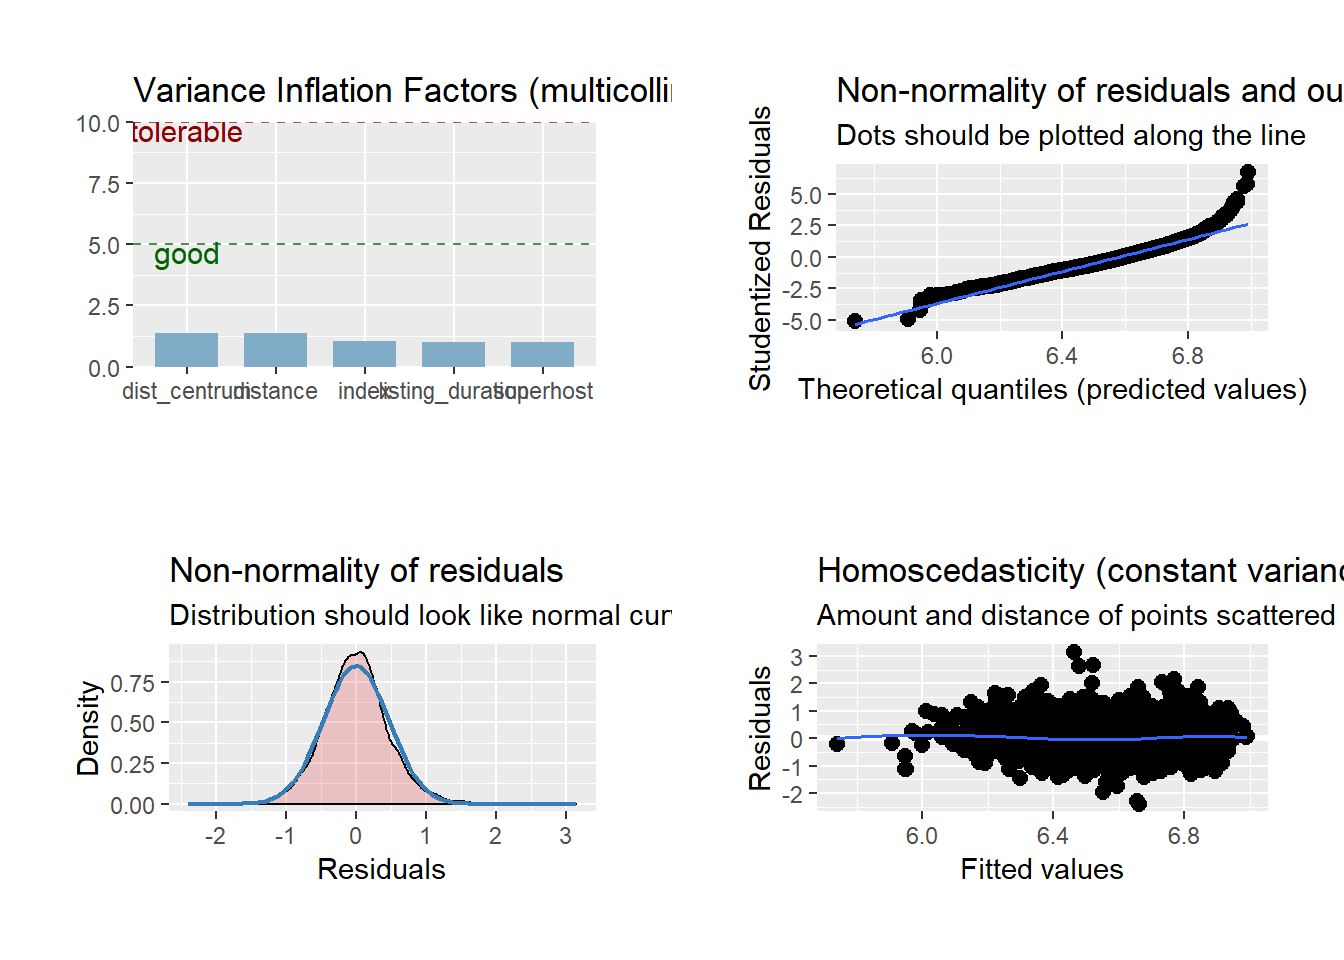 Variance Inflation Factors (multicolli
10.0
tolerable
7.5
5.0
good
2.5
0.0
dist_centrum
distance
index
listing_duration
superhost
Non-normality of residuals and ou
Dots should be plotted along the line
Studentized Residuals
5.0
2.5
0.0
-2.5
-5.0
6.0
6.4
6.8
Theoretical quantiles (predicted values)
Non-normality of residuals
Distribution should look like normal cur
Density
0.75
0.50
0.25
0.00
-2
-1
0
1
2
3
Residuals
Homoscedasticity (constant varianc
Amount and distance of points scattered
Residuals
3
2
1
0
-1
-2
6.0
6.4
6.8
Fitted values